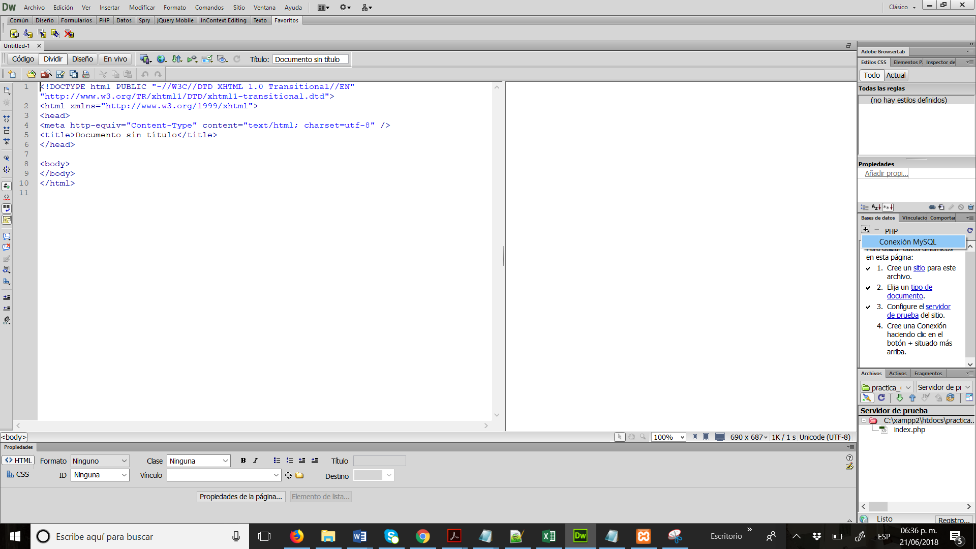 Dw Archivo Edición Ver Insertar Modificar Formato Comandos Sitio Ventana Ayuda Clásico
Común Diseño Formularios PHP Datos Spry jQuery Mobile InContext Editing Texto Favoritos
Untitled-1
Código Dividir Diseño En vivo Título: Documento sin título
1 <!DOCTYPE html PUBLIC "-//W3C//DTD XHTML 1.0 Transitional//EN"
"http://www.w3.org/TR/xhtml1/DTD/xhtml1-transitional.dtd">
2 <html xmlns="http://www.w3.org/1999/xhtml">
3 <head>
4 <meta http-equiv="Content-Type" content="text/html; charset=utf-8" />
5 <title>Documento sin título</title>
6 </head>
7
8 <body>
9 </body>
10 </html>
11
Adobe BrowserLab
Estilos CSS Elementos P. Inspector de
Todo Actual
Todas las reglas
(no hay estilos definidos)
Propiedades
Añadir propi...
Bases de datos Vinculacio Comportar
PHP
Conexión MySQL
en esta página:
1. Cree un sitio para este
archivo.
2. Elija un tipo de
documento.
3. Configure el servidor
de prueba del sitio.
4. Cree una Conexión
haciendo clic en el
botón + situado más
arriba.
Archivos Activos Fragmentos
practica_ Servidor de pr
Servidor de prueba
C:\xampp2\htdocs\practica
index.php
Listo Registro...
<body> 100% 690 x 687 1K / 1 s Unicode (UTF-8)
Propiedades
<> HTML Formato Ninguno Clase Ninguna B I Título
CSS ID Ninguna Vínculo Destino
Propiedades de la página... Elemento de lista...
Escribe aquí para buscar Escritorio ESP 06:36 p. m.
21/06/2018 5